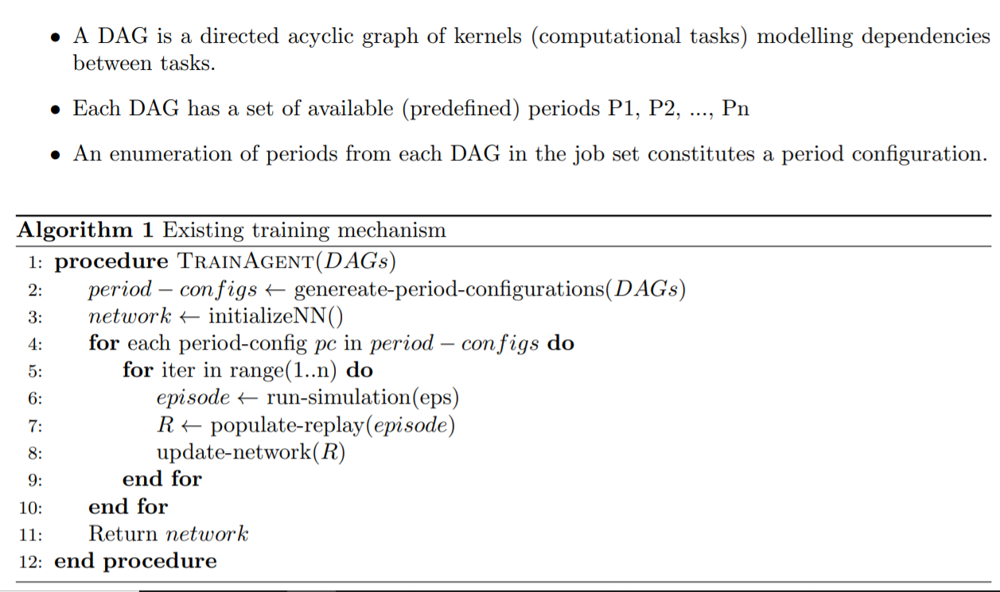 • A DAG is a directed acyclic graph of kernels (computational tasks) modelling dependencies
between tasks.
• Each DAG has a set of available (predefined) periods P1, P2, ..., Pn
• An enumeration of periods from each DAG in the job set constitutes a period configuration.
Algorithm 1 Existing training mechanism
1: procedure TRAINAGENT(DAGs)
2: period − configs ← genereate-period-configurations(DAGs)
3: network ← initializeNN()
4: for each period-config pc in period − configs do
5: for iter in range(1..n) do
6: episode ← run-simulation(eps)
7: R ← populate-replay(episode)
8: update-network(R)
9: end for
10: end for
11: Return network
12: end procedure